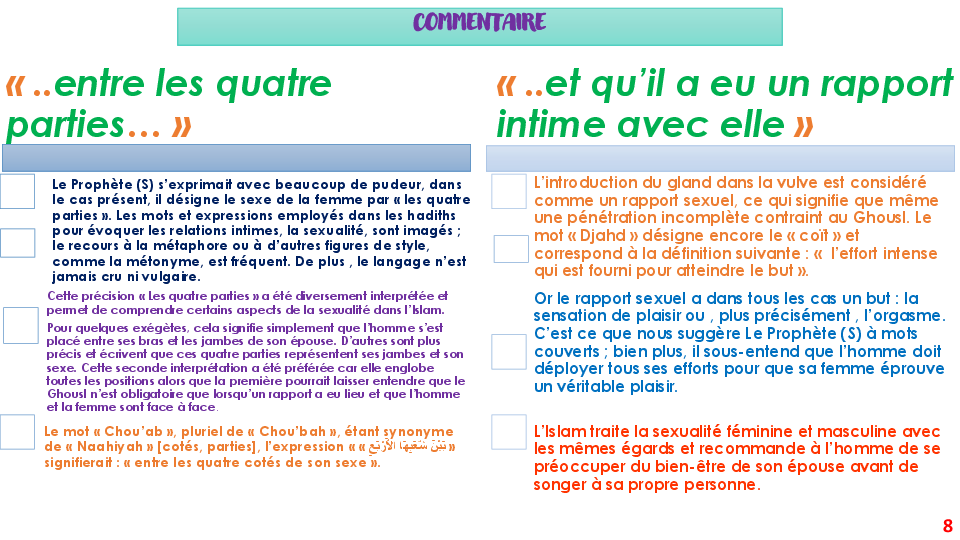 COMMENTAIRE
« ..entre les quatre
parties… »
Le Prophète (S) s’exprimait avec beaucoup de pudeur, dans
le cas présent, il désigne le sexe de la femme par « les quatre
parties ». Les mots et expressions employés dans les hadiths
pour évoquer les relations intimes, la sexualité, sont imagés ;
le recours à la métaphore ou à d’autres figures de style,
comme la métonyme, est fréquent. De plus , le langage n’est
jamais cru ni vulgaire.
Cette précision « Les quatre parties » a été diversement interprétée et
permet de comprendre certains aspects de la sexualité dans l’Islam.
Pour quelques exégètes, cela signifie simplement que l’homme s’est
placé entre ses bras et les jambes de son épouse. D’autres sont plus
précis et écrivent que ces quatre parties représentent ses jambes et son
sexe. Cette seconde interprétation a été préférée car elle englobe
toutes les positions alors que la première pourrait laisser entendre que le
Ghousl n’est obligatoire que lorsqu’un rapport a eu lieu et que l’homme
et la femme sont face à face.
Le mot « Chou’ab », pluriel de « Chou’bah », étant synonyme
de « Naahiyah » [cotés, parties], l’expression « « بَيْنَ شُعَبِهَا الأَرْبَعِ »
signifierait : « entre les quatre cotés de son sexe ».
« ..et qu’il a eu un rapport
intime avec elle »
L’introduction du gland dans la vulve est considéré
comme un rapport sexuel, ce qui signifie que même
une pénétration incomplète contraint au Ghousl. Le
mot « Djahd » désigne encore le « coït » et
correspond à la définition suivante : « l’effort intense
qui est fourni pour atteindre le but ».
Or le rapport sexuel a dans tous les cas un but : la
sensation de plaisir ou , plus précisément , l’orgasme.
C’est ce que nous suggère Le Prophète (S) à mots
couverts ; bien plus, il sous-entend que l’homme doit
déployer tous ses efforts pour que sa femme éprouve
un véritable plaisir.
L’Islam traite la sexualité féminine et masculine avec
les mêmes égards et recommande à l’homme de se
préoccuper du bien-être de son épouse avant de
songer à sa propre personne.
8